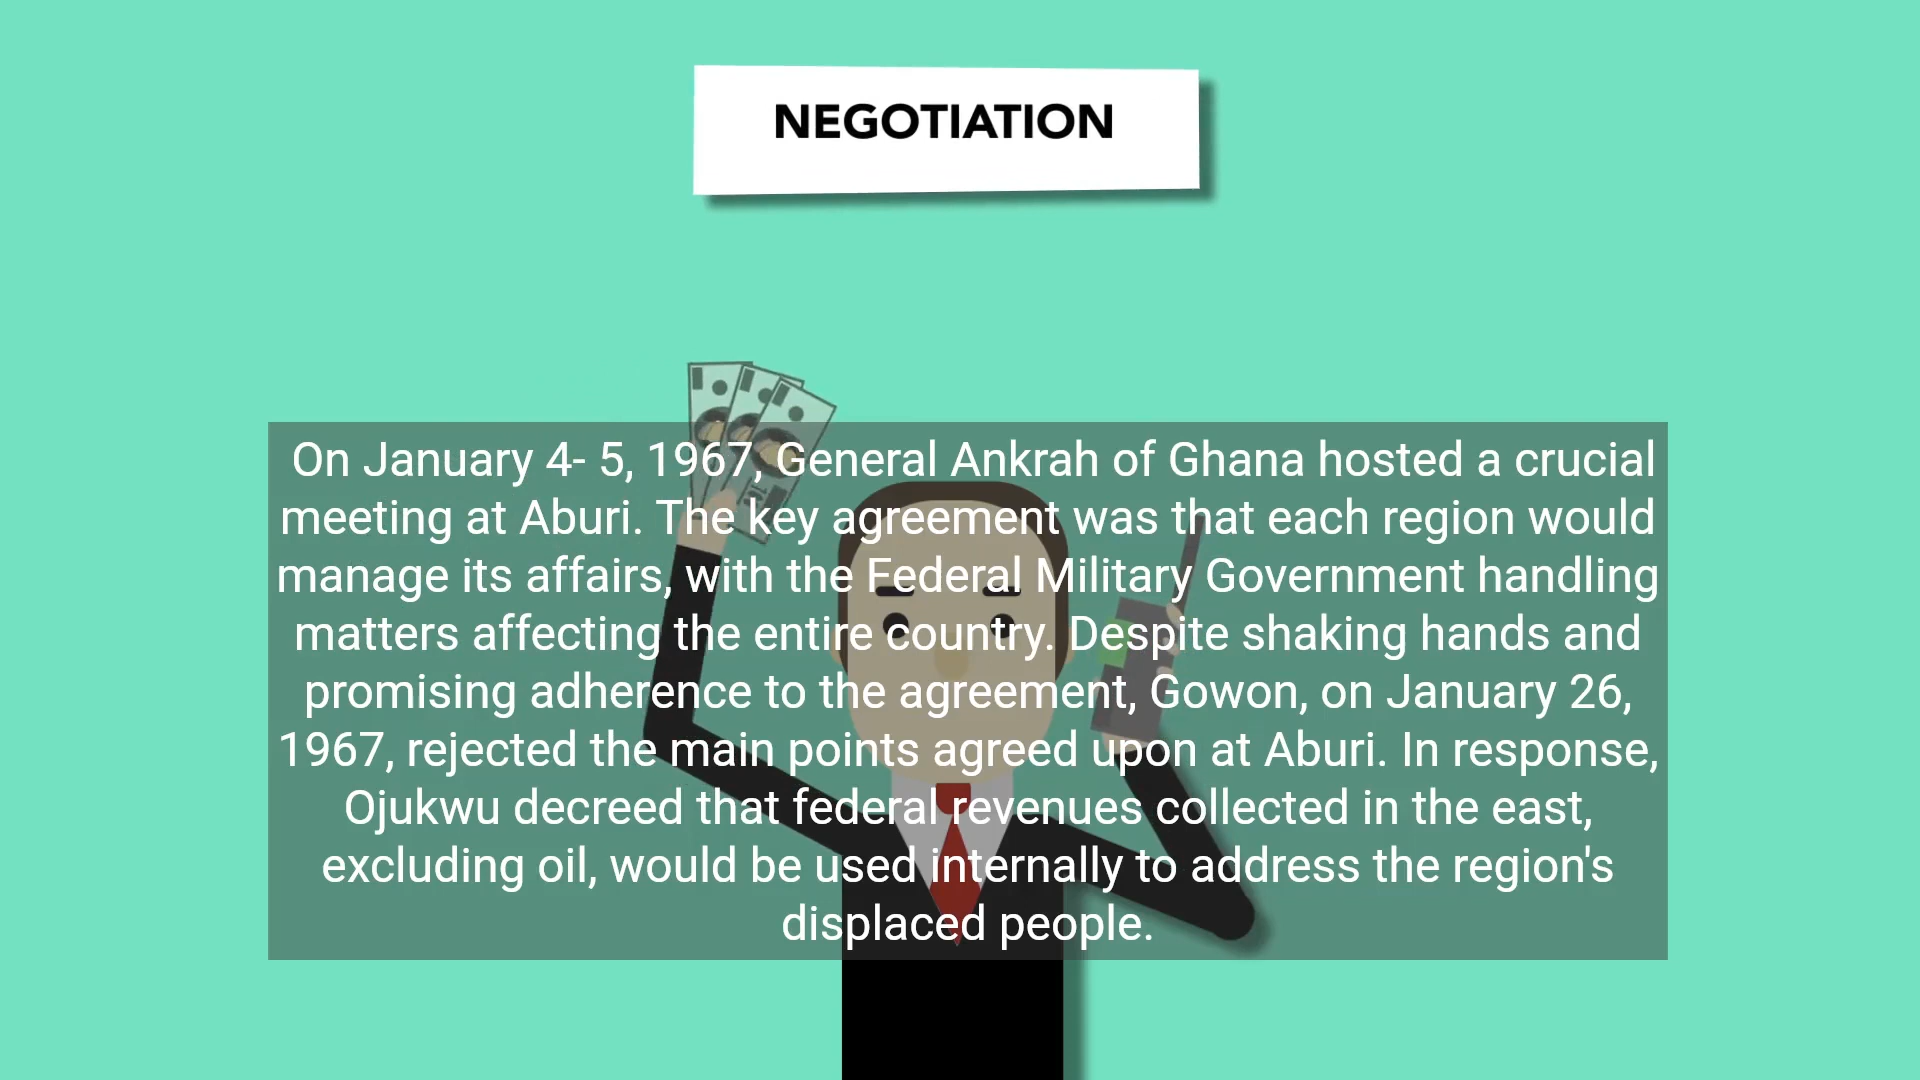 NEGOTIATION
On January 4- 5, 1967, General Ankrah of Ghana hosted a crucial
meeting at Aburi. The key agreement was that each region would
manage its affairs, with the Federal Military Government handling
matters affecting the entire country. Despite shaking hands and
promising adherence to the agreement, Gowon, on January 26,
1967, rejected the main points agreed upon at Aburi. In response,
Ojukwu decreed that federal revenues collected in the east,
excluding oil, would be used internally to address the region's
displaced people.